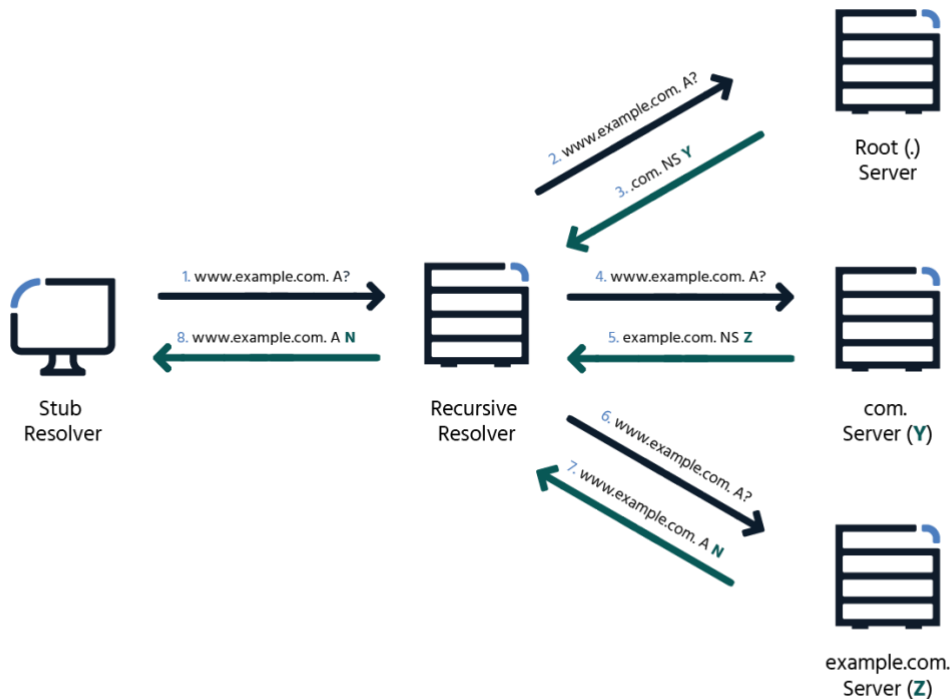 2. www.example.com. A?
3. .com. NS Y
Root (.)
Server
1. www.example.com. A?
8. www.example.com. A N
4. www.example.com. A?
5. example.com. NS Z
Stub
Resolver
Recursive
Resolver
com.
Server (Y)
6. www.example.com. A?
7. www.example.com. A N
example.com.
Server (Z)